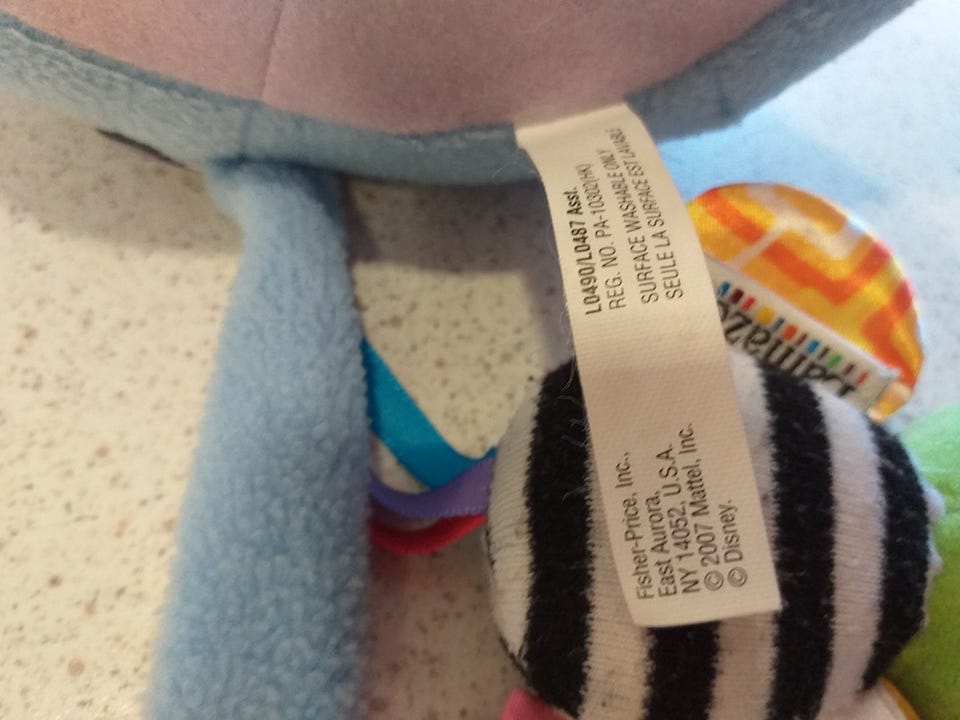 L0490/L0487 Asst.
REG. NO. PA-10302(HK)
SURFACE WASHABLE ONLY
SEULE LA SURFACE EST LAVABLE
Fisher-Price, Inc.,
East Aurora,
NY 14052, U.S.A.
© 2007 Mattel, Inc.
© Disney.
Lamaze